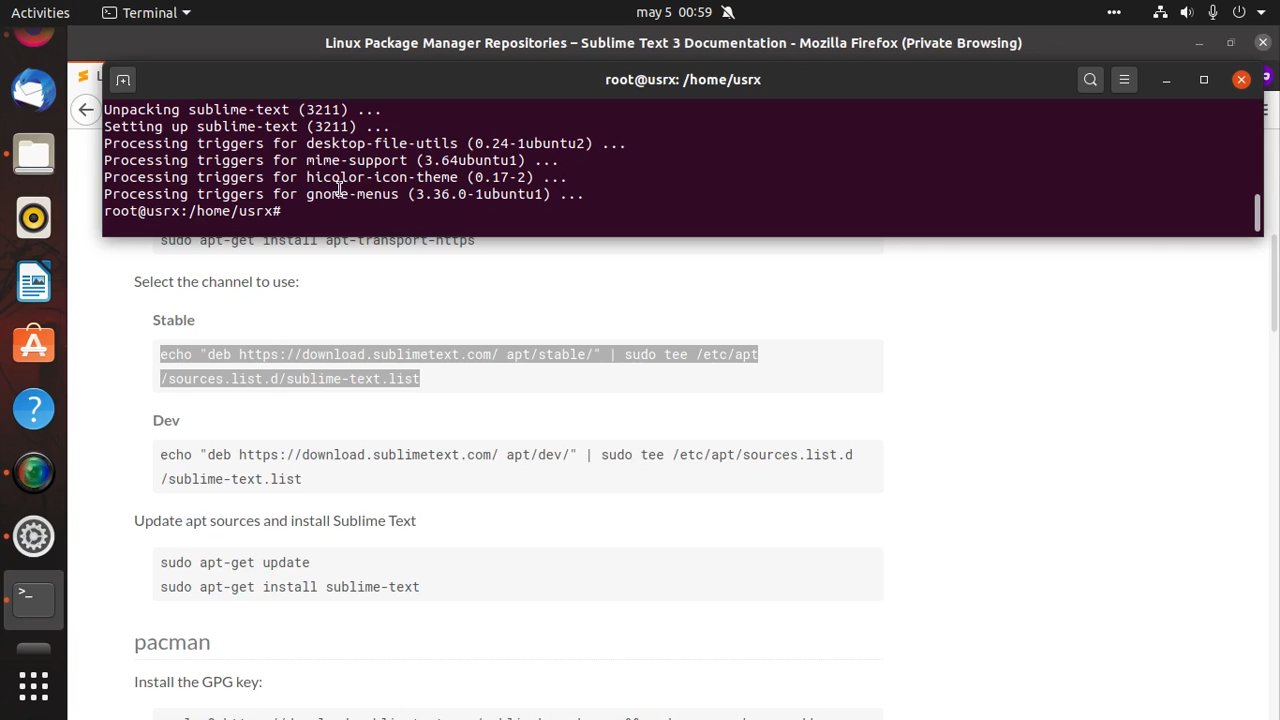 Activities
Terminal
may 5 00:59
Linux Package Manager Repositories – Sublime Text 3 Documentation - Mozilla Firefox (Private Browsing)
L
root@usrx: /home/usrx
Unpacking sublime-text (3211) ...
Setting up sublime-text (3211) ...
Processing triggers for desktop-file-utils (0.24-1ubuntu2) ...
Processing triggers for mime-support (3.64ubuntu1) ...
Processing triggers for hicolor-icon-theme (0.17-2) ...
Processing triggers for gnome-menus (3.36.0-1ubuntu1) ...
root@usrx:/home/usrx#
sudo apt-get install apt-transport-https
Select the channel to use:
Stable
echo "deb https://download.sublimetext.com/ apt/stable/" | sudo tee /etc/apt
/sources.list.d/sublime-text.list
Dev
echo "deb https://download.sublimetext.com/ apt/dev/" | sudo tee /etc/apt/sources.list.d
/sublime-text.list
Update apt sources and install Sublime Text
sudo apt-get update
sudo apt-get install sublime-text
pacman
Install the GPG key: